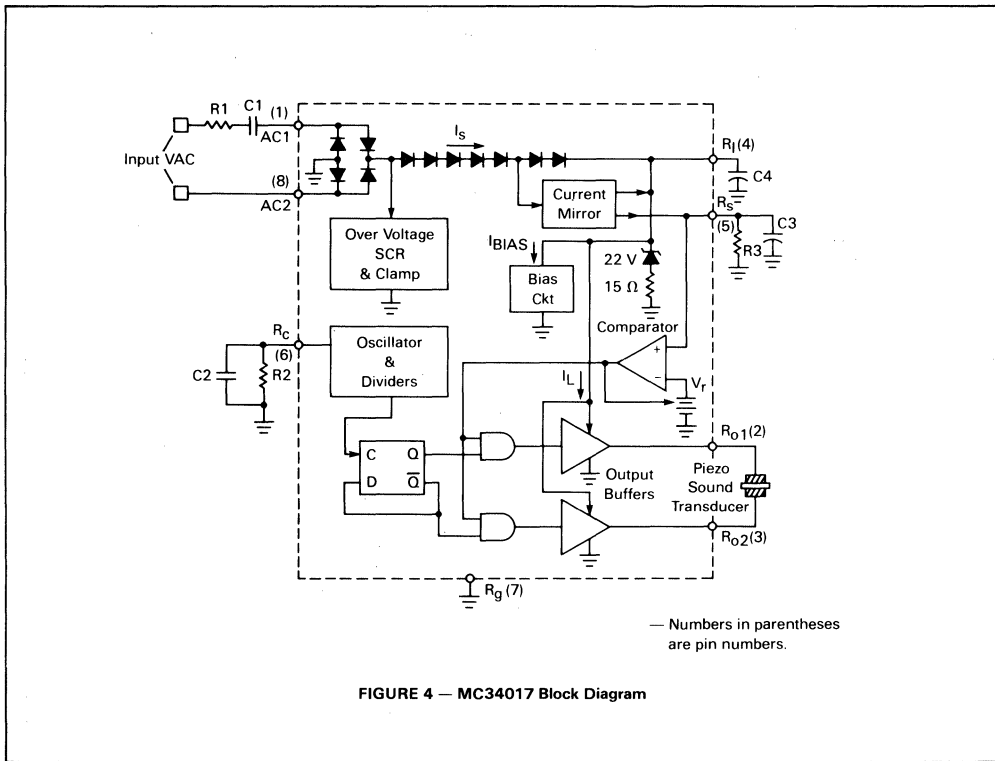 R1
C1
(1)
AC1
Input VAC
(8)
AC2
Is
RI(4)
C4
Current
Mirror
Rs
(5)
R3
C3
Over Voltage
SCR
& Clamp
IBIAS
Bias
Ckt
22 V
15 Ω
Comparator
+
−
Vr
Rc
(6)
C2
R2
Oscillator
&
Dividers
IL
C Q
D Q̅
Output
Buffers
Ro1(2)
Piezo
Sound
Transducer
Ro2(3)
Rg(7)
— Numbers in parentheses
are pin numbers.
FIGURE 4 — MC34017 Block Diagram